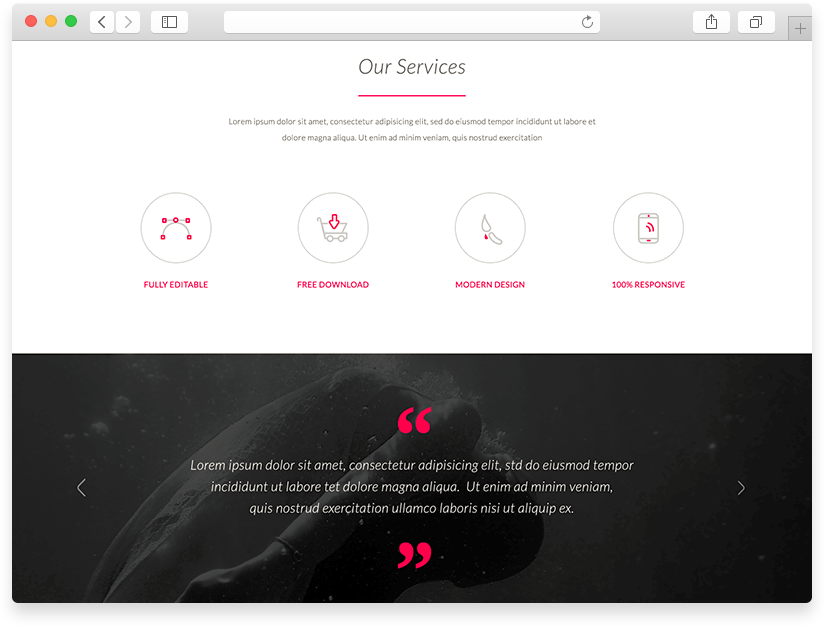 Our Services
Lorem ipsum dolor sit amet, consectetur adipisicing elit, sed do eiusmod tempor incididunt ut labore et
dolore magna aliqua. Ut enim ad minim veniam, quis nostrud exercitation
FULLY EDITABLE
FREE DOWNLOAD
MODERN DESIGN
100% RESPONSIVE
“
Lorem ipsum dolor sit amet, consectetur adipisicing elit, std do eiusmod tempor
incididunt ut labore tet dolore magna aliqua. Ut enim ad minim veniam,
quis nostrud exercitation ullamco laboris nisi ut aliquip ex.
”